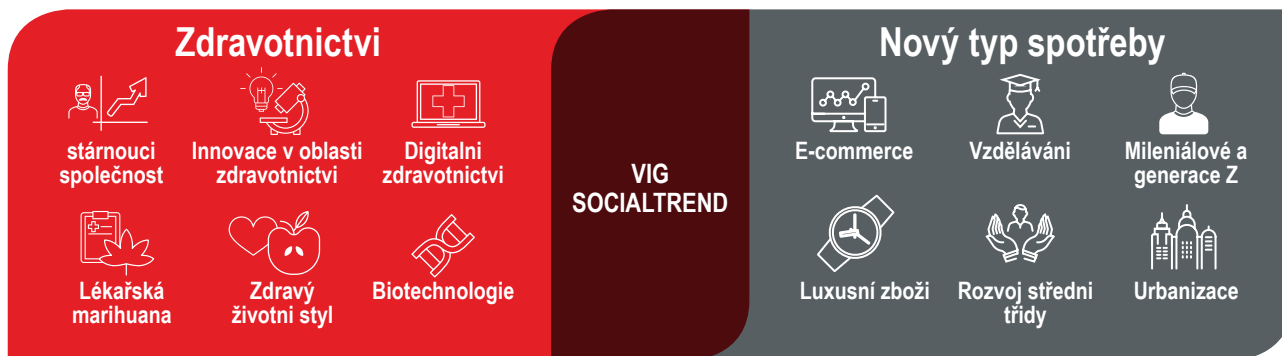 Zdravotnictvi
stárnouci
společnost
Innovace v oblasti
zdravotnictvi
Digitalni
zdravotnictvi
Lékařská
marihuana
Zdravý
životni styl
Biotechnologie
VIG
SOCIALTREND
Nový typ spotřeby
E-commerce
Vzděláváni
Mileniálové a
generace Z
Luxusní zboži
Rozvoj středni
třídy
Urbanizace